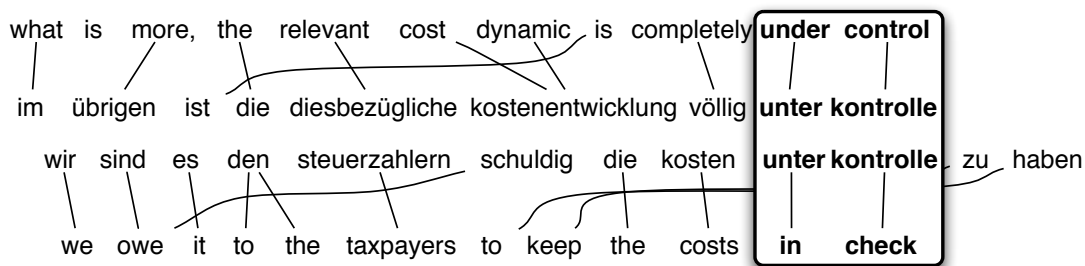 what is more, the relevant cost dynamic is completely under control
im übrigen ist die diesbezügliche kostenentwicklung völlig unter kontrolle
wir sind es den steuerzahlern schuldig die kosten unter kontrolle zu haben
we owe it to the taxpayers to keep the costs in check